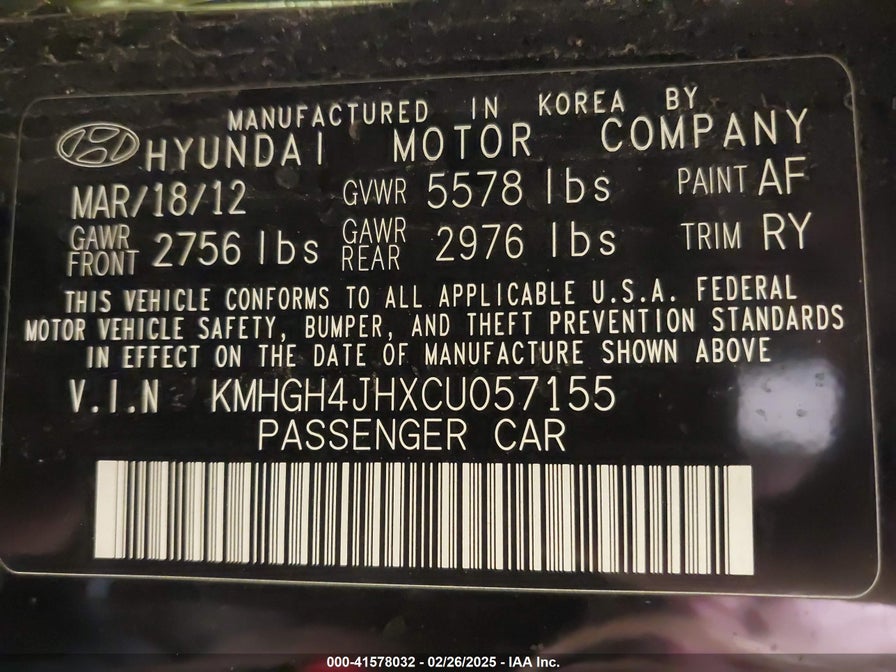 MANUFACTURED IN KOREA BY
HYUNDAI MOTOR COMPANY
MAR/18/12 GVWR 5578 lbs PAINT AF
GAWR FRONT 2756 lbs GAWR REAR 2976 lbs TRIM RY
THIS VEHICLE CONFORMS TO ALL APPLICABLE U.S.A. FEDERAL
MOTOR VEHICLE SAFETY, BUMPER, AND THEFT PREVENTION STANDARDS
IN EFFECT ON THE DATE OF MANUFACTURE SHOWN ABOVE
V.I.N KMHGH4JHXCU057155
PASSENGER CAR
000-41578032 - 02/26/2025 - IAA Inc.